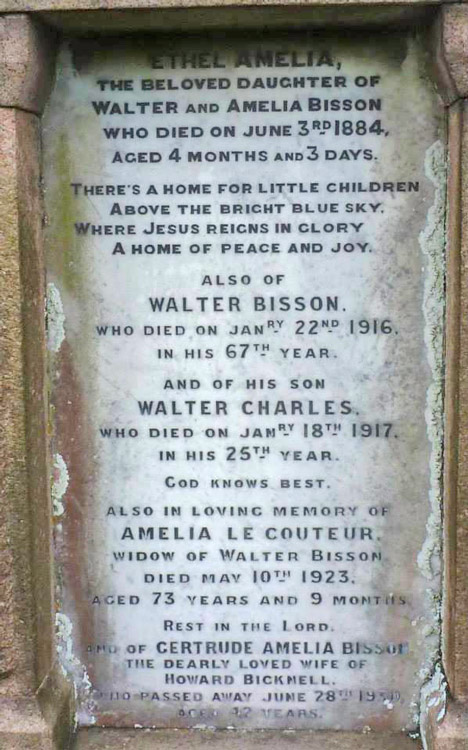 ETHEL AMELIA,
THE BELOVED DAUGHTER OF
WALTER AND AMELIA BISSON
WHO DIED ON JUNE 3RD 1884,
AGED 4 MONTHS AND 3 DAYS.
THERE'S A HOME FOR LITTLE CHILDREN
ABOVE THE BRIGHT BLUE SKY.
WHERE JESUS REIGNS IN GLORY
A HOME OF PEACE AND JOY.
ALSO OF
WALTER BISSON.
WHO DIED ON JANRY 22ND 1916.
IN HIS 67TH YEAR.
AND OF HIS SON
WALTER CHARLES.
WHO DIED ON JANRY 18TH 1917.
IN HIS 25TH YEAR.
GOD KNOWS BEST.
ALSO IN LOVING MEMORY OF
AMELIA LE COUTEUR.
WIDOW OF WALTER BISSON
DIED MAY 10TH 1923.
AGED 73 YEARS AND 9 MONTHS.
REST IN THE LORD.
AND OF GERTRUDE AMELIA BISSON
THE DEARLY LOVED WIFE OF
HOWARD BICKNELL.
WHO PASSED AWAY JUNE 28TH
AGED YEARS.